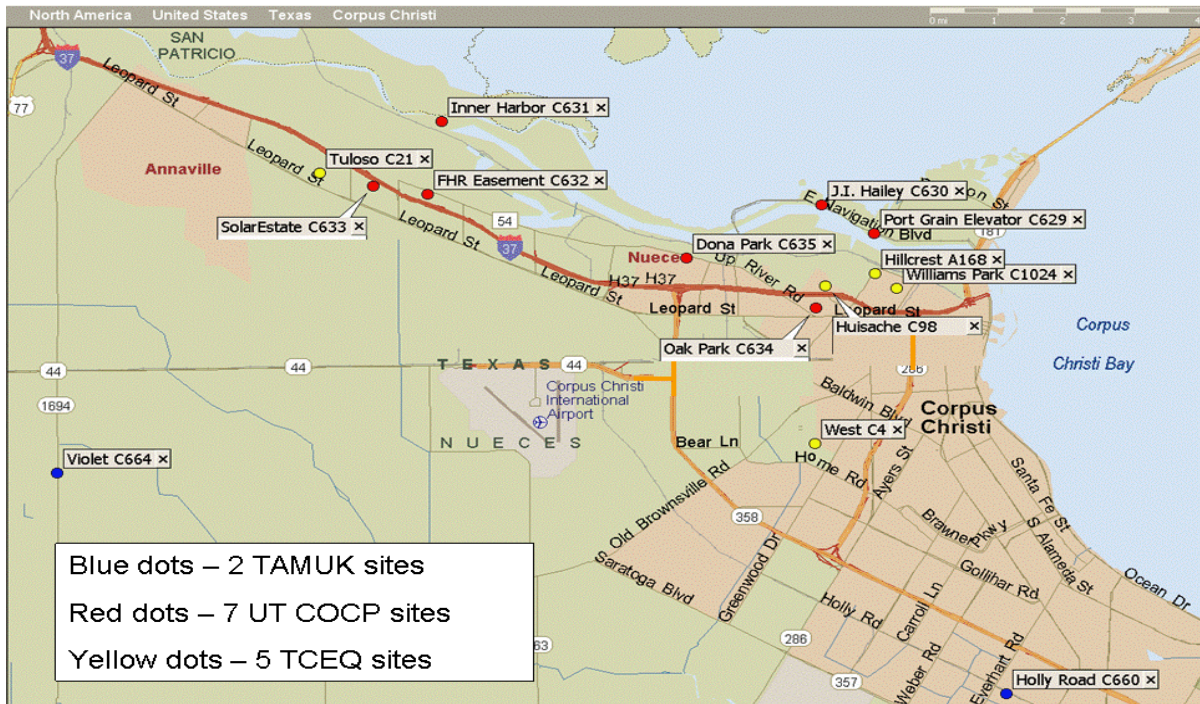 North America United States Texas Corpus Christi
0 mi 1 2 3 4
SAN
PATRICIO
37
Leopard St
77
Inner Harbor C631 ×
Annaville
Leopard St
Tuloso C21 ×
FHR Easement C632 ×
J.I. Hailey C630 ×
SolarEstate C633 ×
54
Leopard St
E Navigation Blvd
Port Grain Elevator C629 ×
181
37
Dona Park C635 ×
Nuece
Up River Rd
Hillcrest A168 ×
Williams Park C1024 ×
Leopard St
H37 H37
Leopard St
Leopard St
Huisache C98 ×
Oak Park C634 ×
Corpus
Christi Bay
TEXAS
44
44
44
286
1694
Corpus Christi
International
Airport
Baldwin Blvd
Corpus
Christi
NUECES
Bear Ln
West C4 ×
Violet C664 ×
Home Rd
Ayers St
Old Brownsville Rd
Santa Fe St
358
Brawner Pkwy
S Alameda St
Saratoga Blvd
Greenwood Dr
Gollihar Rd
Ocean Dr
Holly Rd
Carroll Ln
286
63
Weber Rd
Everhart Rd
357
Holly Road C660 ×
Blue dots – 2 TAMUK sites
Red dots – 7 UT COCP sites
Yellow dots – 5 TCEQ sites